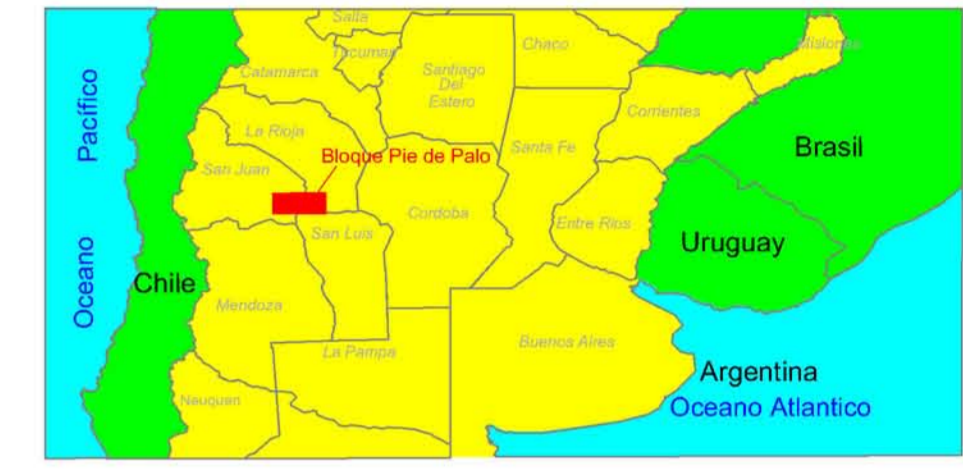 Salta
Tucuman
Chaco
Misiones
Catamarca
Santiago
Del
Estero
Corrientes
Pacífico
La Rioja
Santa Fe
Brasil
Bloque Pie de Palo
San Juan
Cordoba
Entre Rios
San Luis
Uruguay
Oceano
Chile
Mendoza
La Pampa
Buenos Aires
Argentina
Neuquen
Oceano Atlantico